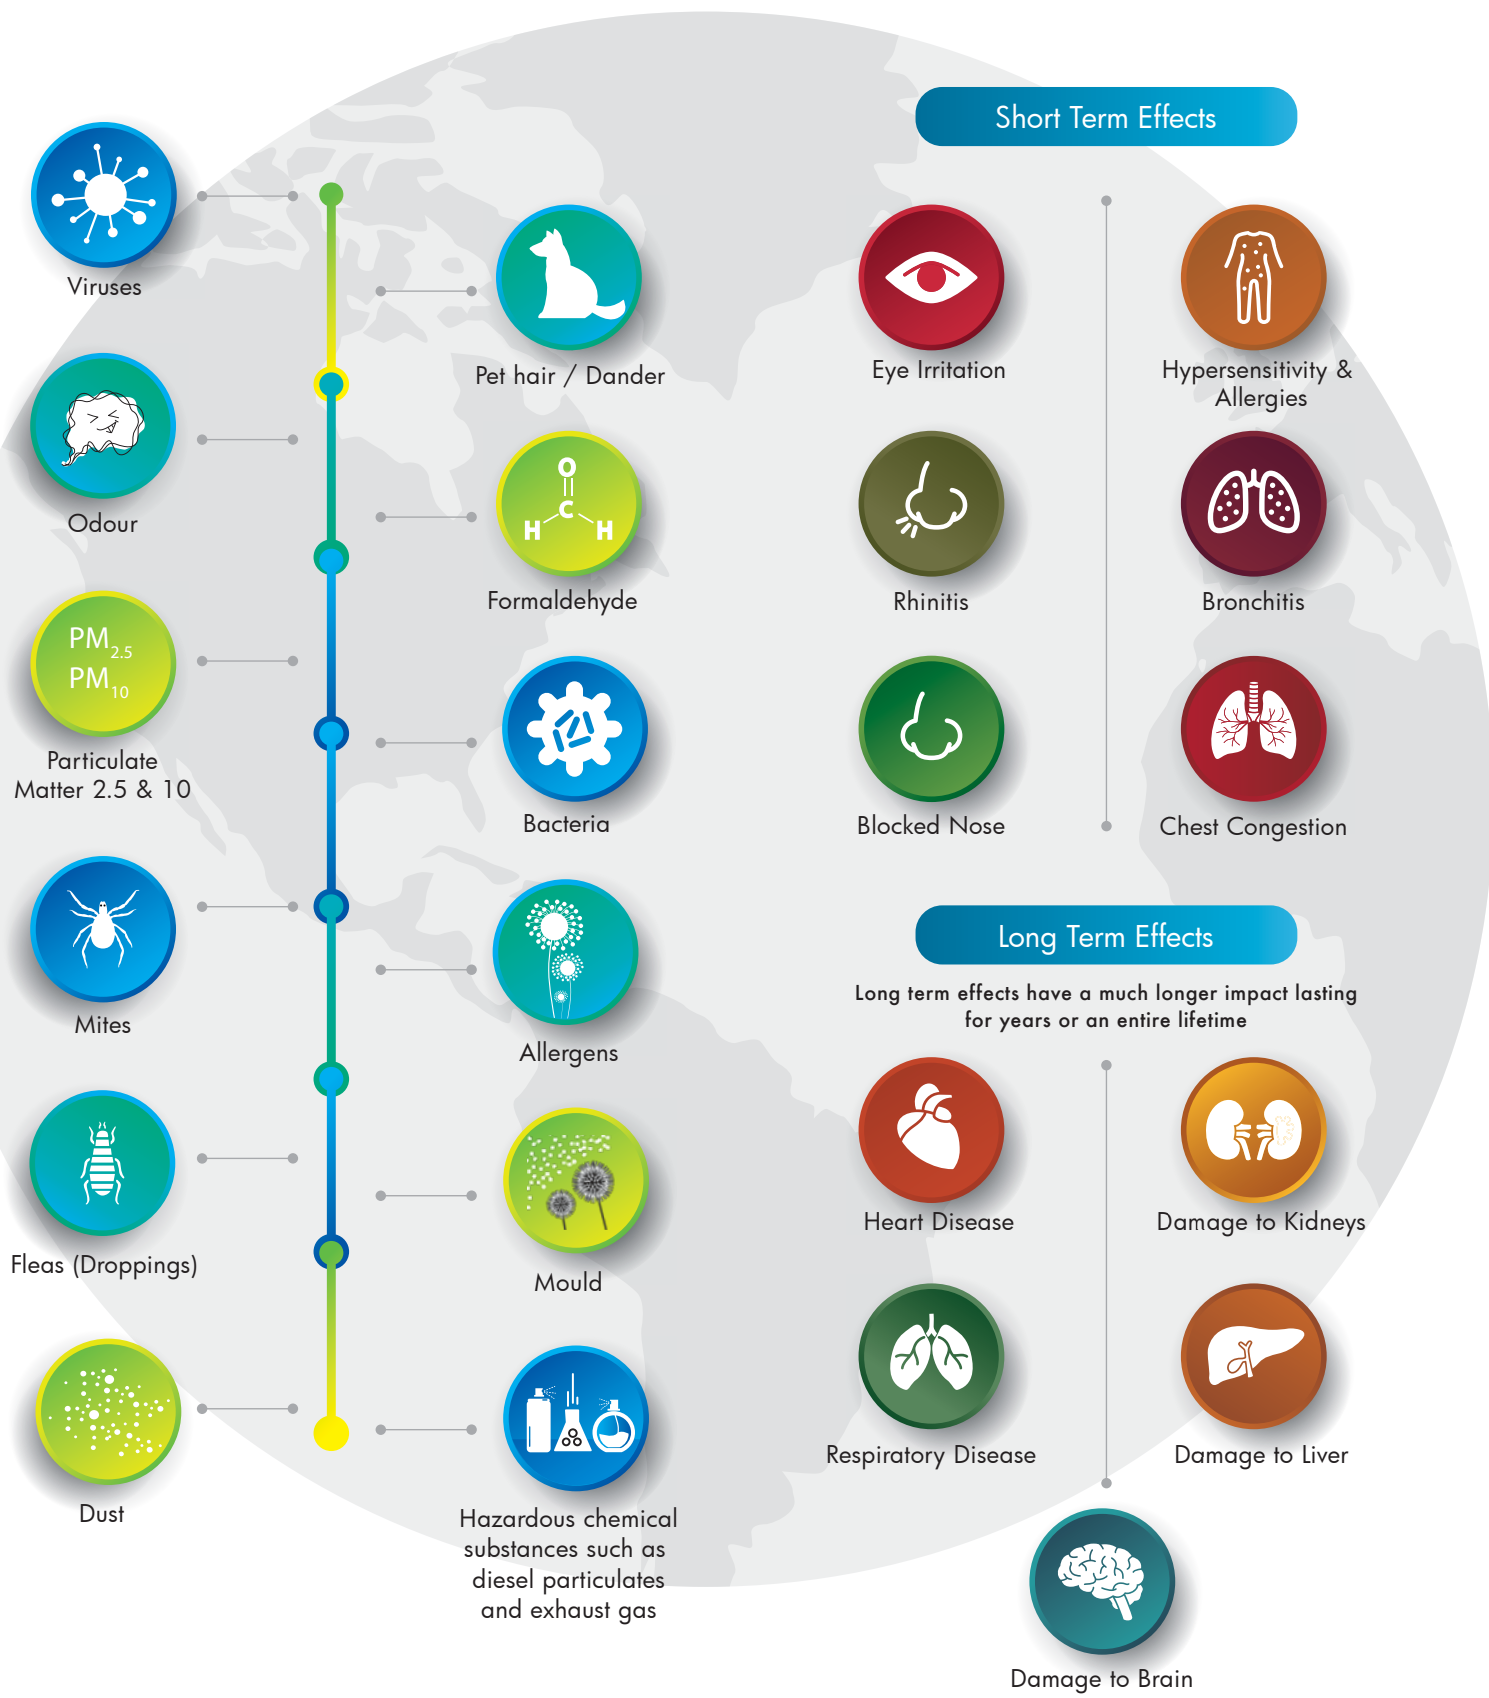 Viruses
Odour
PM2.5
PM10
Particulate
Matter 2.5 & 10
Mites
Fleas (Droppings)
Dust
Pet hair / Dander
O
C
H H
Formaldehyde
Bacteria
Allergens
Mould
Hazardous chemical
substances such as
diesel particulates
and exhaust gas
Short Term Effects
Eye Irritation
Hypersensitivity &
Allergies
Rhinitis
Bronchitis
Blocked Nose
Chest Congestion
Long Term Effects
Long term effects have a much longer impact lasting
for years or an entire lifetime
Heart Disease
Damage to Kidneys
Respiratory Disease
Damage to Liver
Damage to Brain